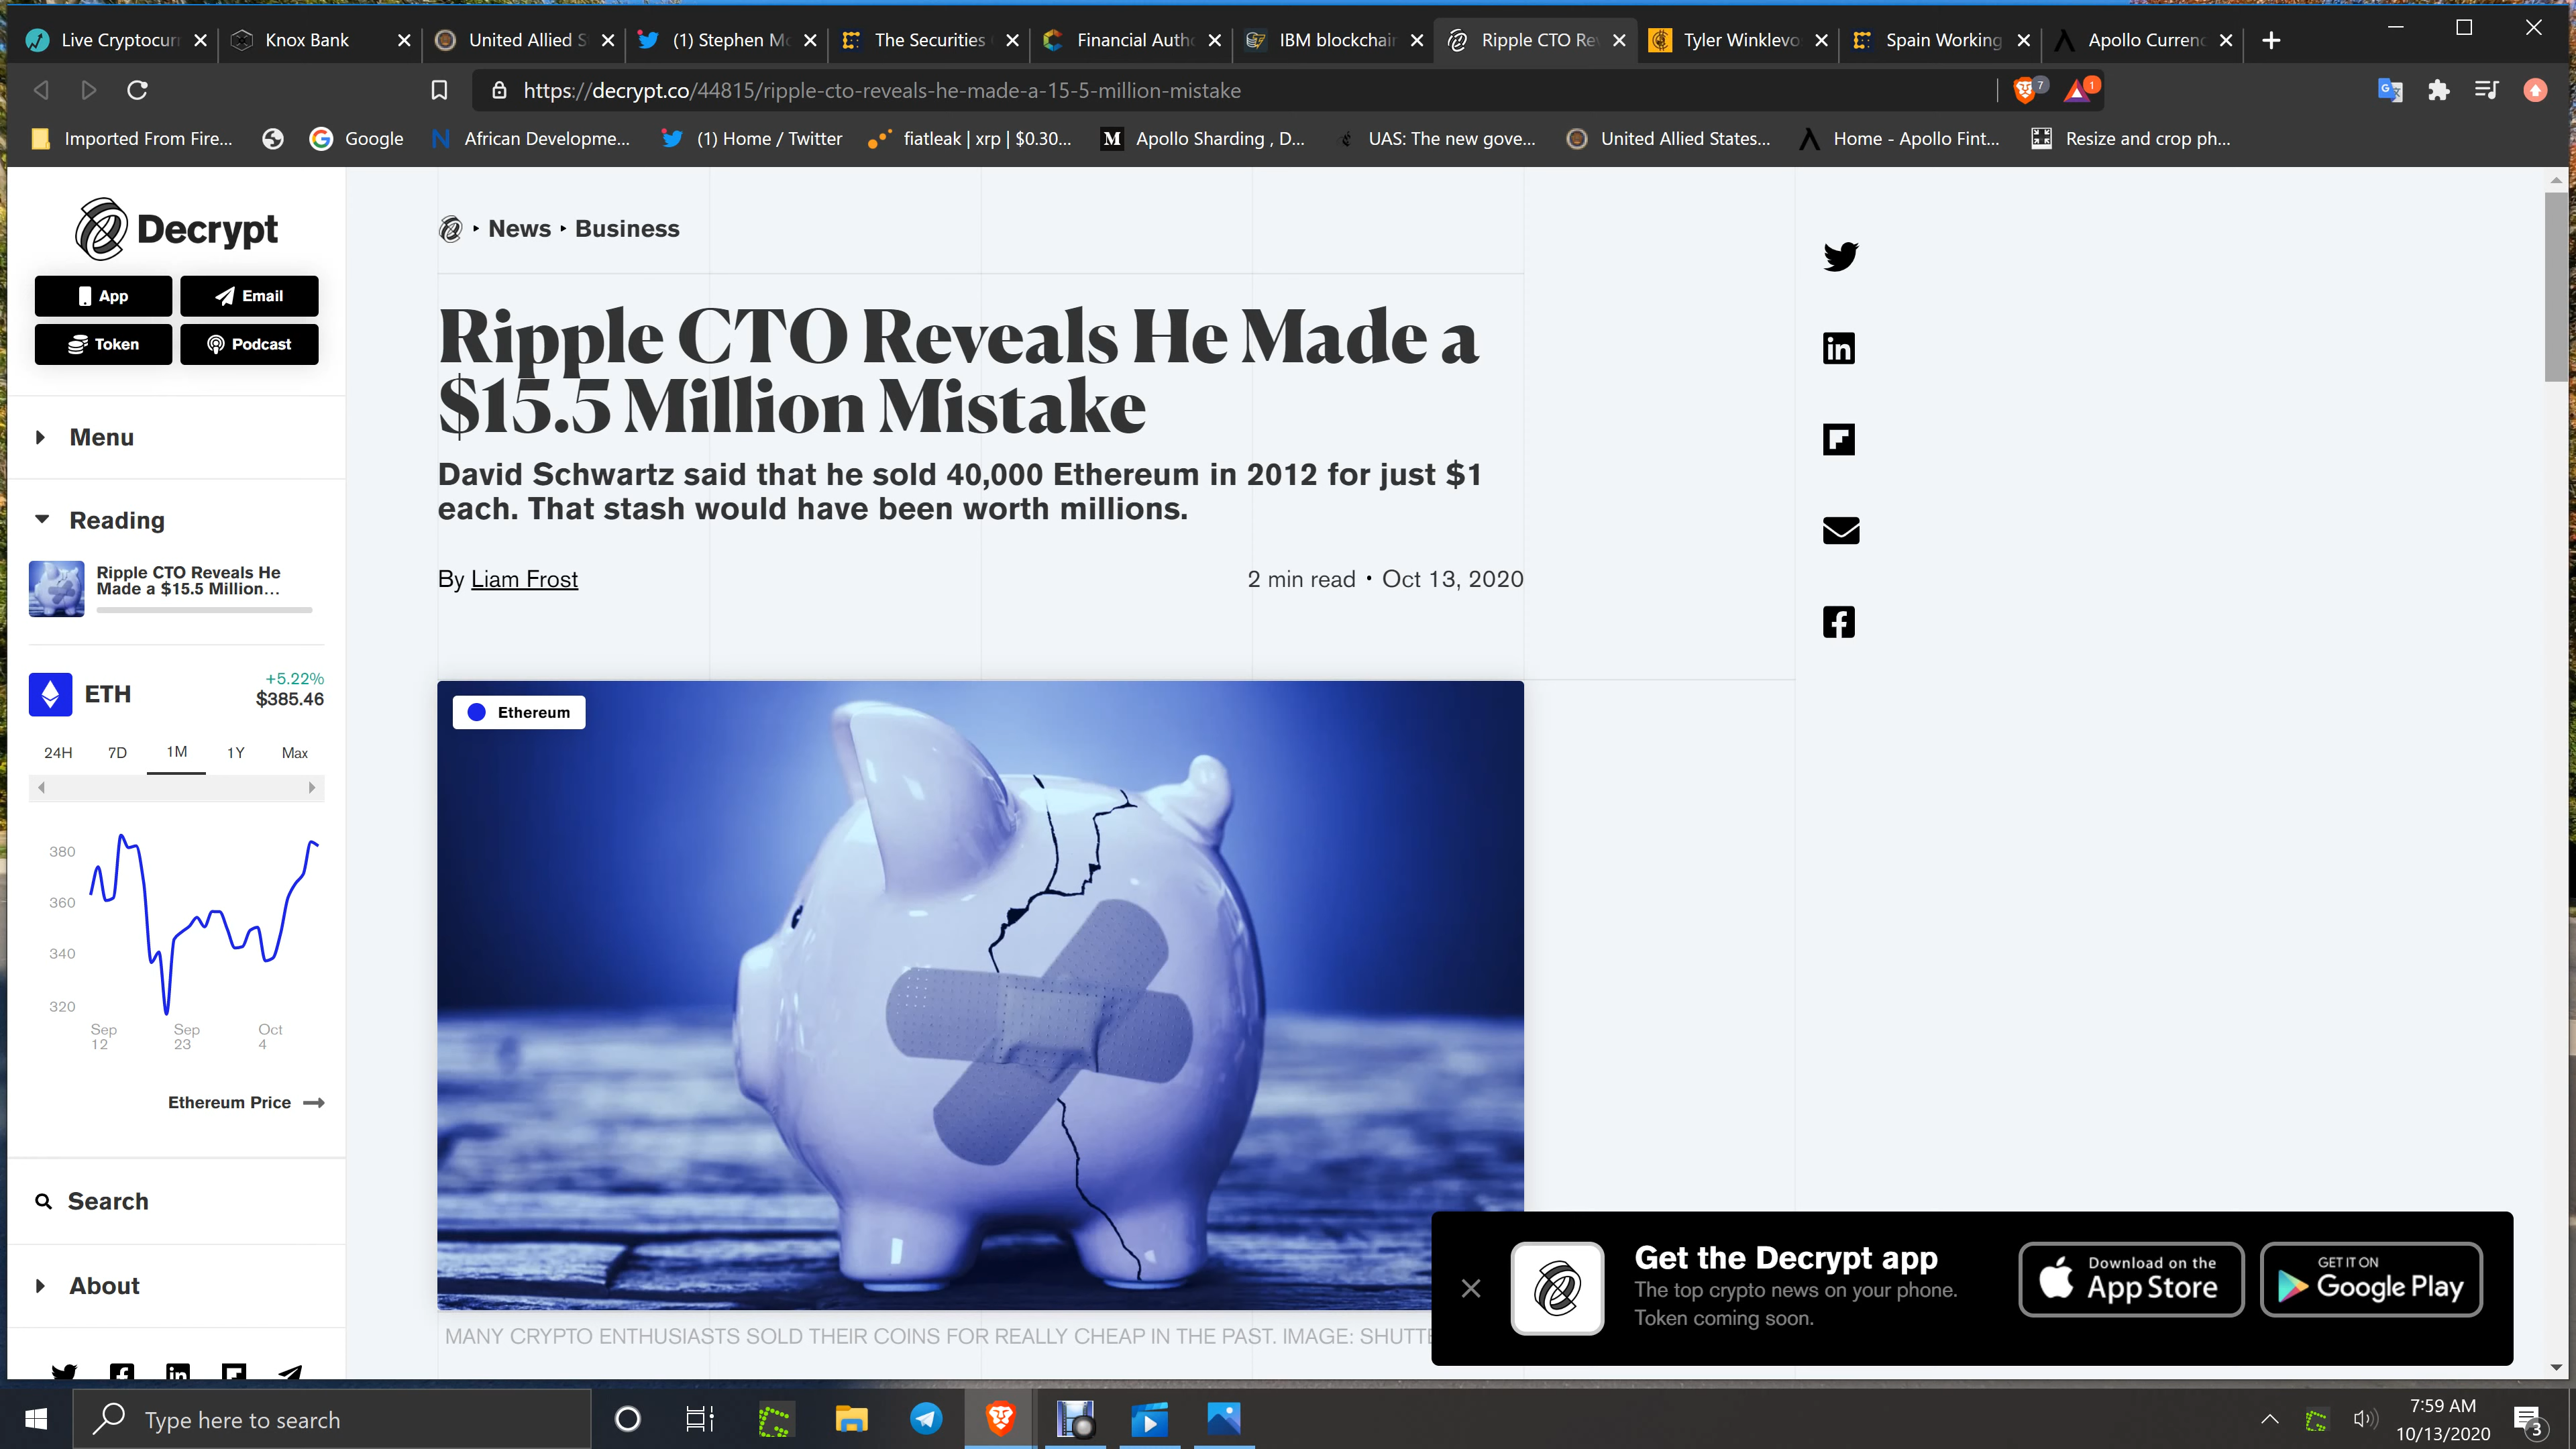 Live Cryptocur
Knox Bank
United Allied S
(1) Stephen Mc
The Securities
Financial Auth
IBM blockchain
Ripple CTO Re
Tyler Winklevo
Spain Working
Apollo Curren
https://decrypt.co/44815/ripple-cto-reveals-he-made-a-15-5-million-mistake
7
1
Imported From Fire...
Google
African Developme...
(1) Home / Twitter
fiatleak | xrp | $0.30...
Apollo Sharding , D...
UAS: The new gove...
United Allied States...
Home - Apollo Fint...
Resize and crop ph...
Decrypt
App
Email
Token
Podcast
Menu
Reading
Ripple CTO Reveals He
Made a $15.5 Million...
ETH
+5.22%
$385.46
24H 7D 1M 1Y Max
380
360
340
320
Sep
12
Sep
23
Oct
4
Ethereum Price
Search
About
News ‣ Business
Ripple CTO Reveals He Made a
$15.5 Million Mistake
David Schwartz said that he sold 40,000 Ethereum in 2012 for just $1
each. That stash would have been worth millions.
By Liam Frost
2 min read • Oct 13, 2020
Ethereum
MANY CRYPTO ENTHUSIASTS SOLD THEIR COINS FOR REALLY CHEAP IN THE PAST. IMAGE: SHUTTE
Get the Decrypt app
The top crypto news on your phone.
Token coming soon.
Download on the
App Store
GET IT ON
Google Play
Type here to search
7:59 AM
10/13/2020
3